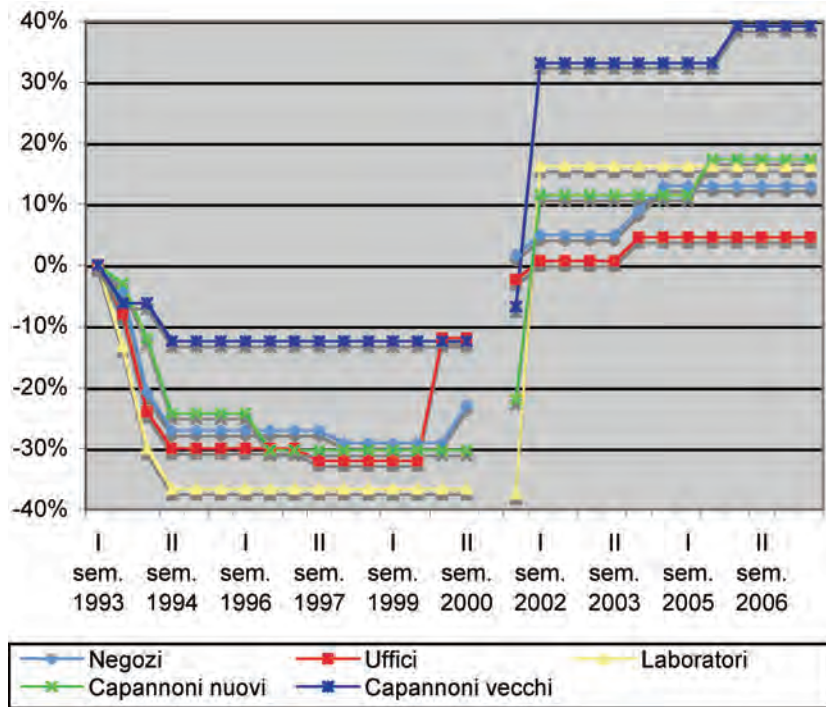 40%
30%
20%
10%
0%
-10%
-20%
-30%
-40%
I II I II I II I II I II
sem. sem. sem. sem. sem. sem. sem. sem. sem. sem.
1993 1994 1996 1997 1999 2000 2002 2003 2005 2006
Negozi Uffici Laboratori
Capannoni nuovi Capannoni vecchi